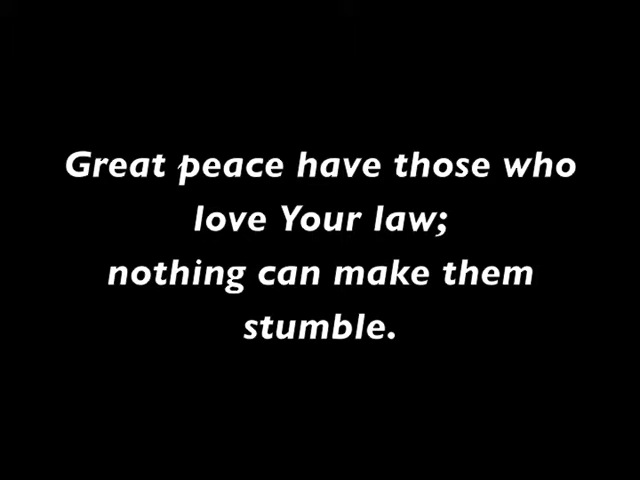 Great peace have those who
love Your law;
nothing can make them
stumble.